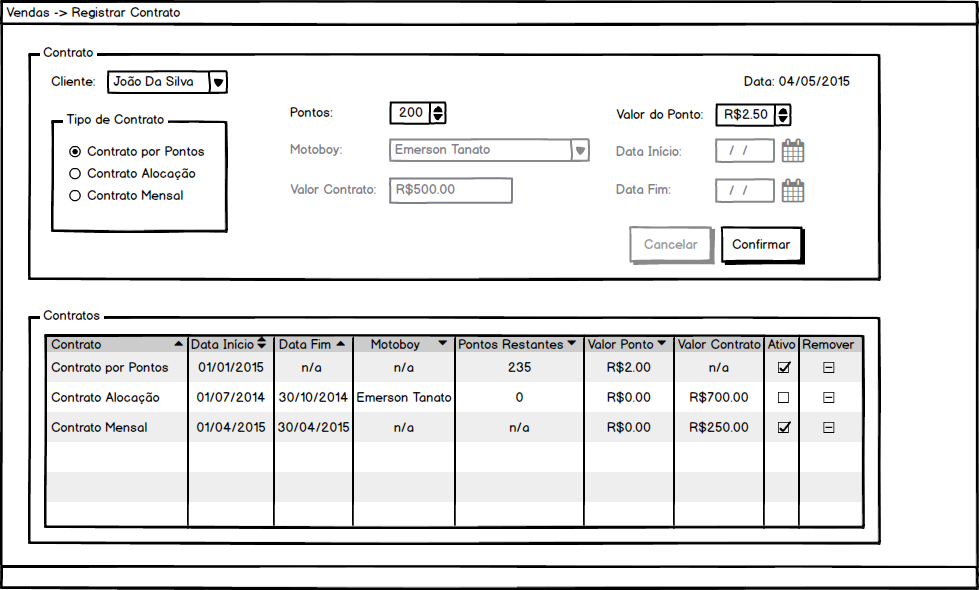 Vendas -> Registrar Contrato
Contrato
Cliente: João Da Silva Data: 04/05/2015
Pontos: 200 Valor do Ponto: R$2.50
Tipo de Contrato
Contrato por Pontos Motoboy: Emerson Tanato Data Início: / /
Contrato Alocação
Contrato Mensal Valor Contrato: R$500.00 Data Fim: / /
Cancelar Confirmar
Contratos
Contrato Data Início Data Fim Motoboy Pontos Restantes Valor Ponto Valor Contrato Ativo Remover
Contrato por Pontos 01/01/2015 n/a n/a 235 R$2.00 n/a
Contrato Alocação 01/07/2014 30/10/2014 Emerson Tanato 0 R$0.00 R$700.00
Contrato Mensal 01/04/2015 30/04/2015 n/a n/a R$0.00 R$250.00